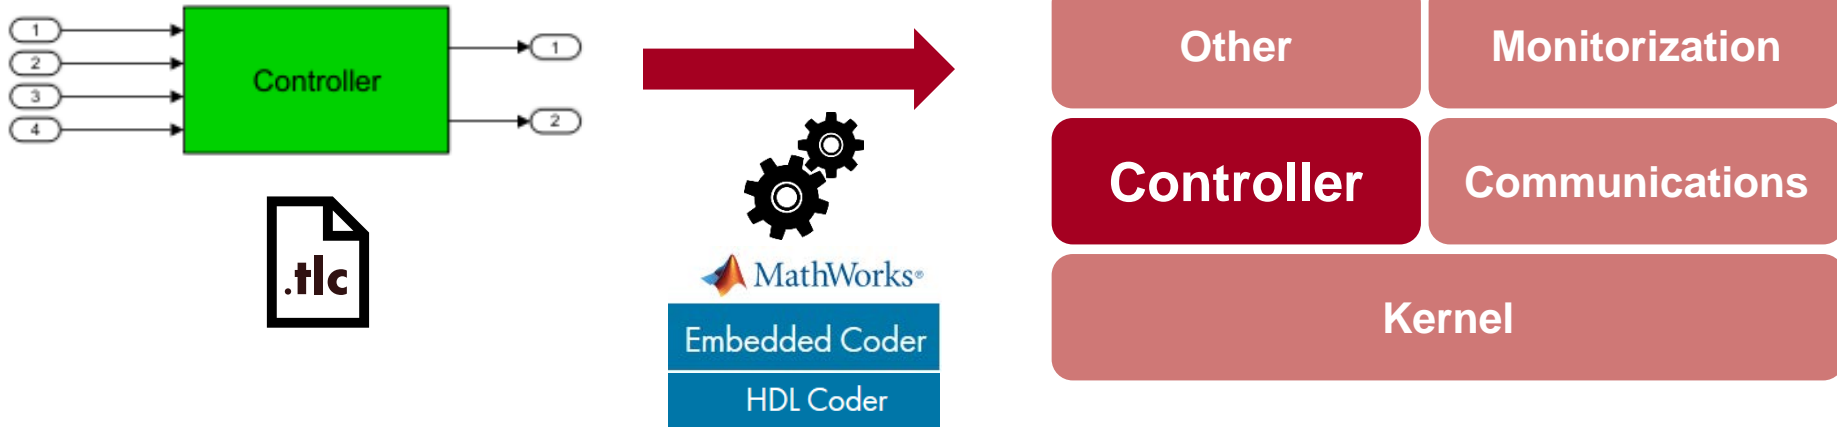 1
2
3
4
Controller
1
2
.tlc
MathWorks®
Embedded Coder
HDL Coder
Other
Monitorization
Controller
Communications
Kernel